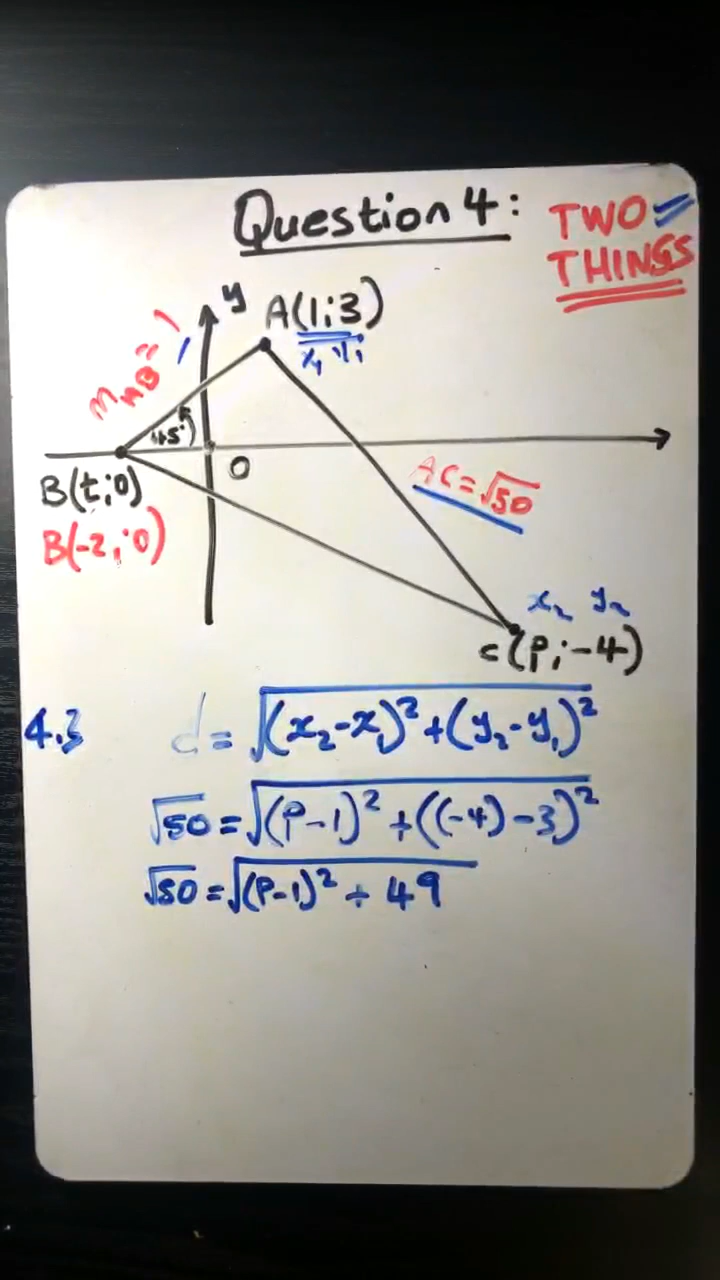 Question 4:
TWO
THINGS
y
A(1;3)
x₁ y₁
mAB = 1
45°
O
B(t;0)
B(-2;0)
AC = √50
x₂ y₂
C(P;-4)
4.3 d = √(x₂-x₁)² + (y₂-y₁)²
√50 = √(P-1)² + ((-4)-3)²
√50 = √(P-1)² + 49